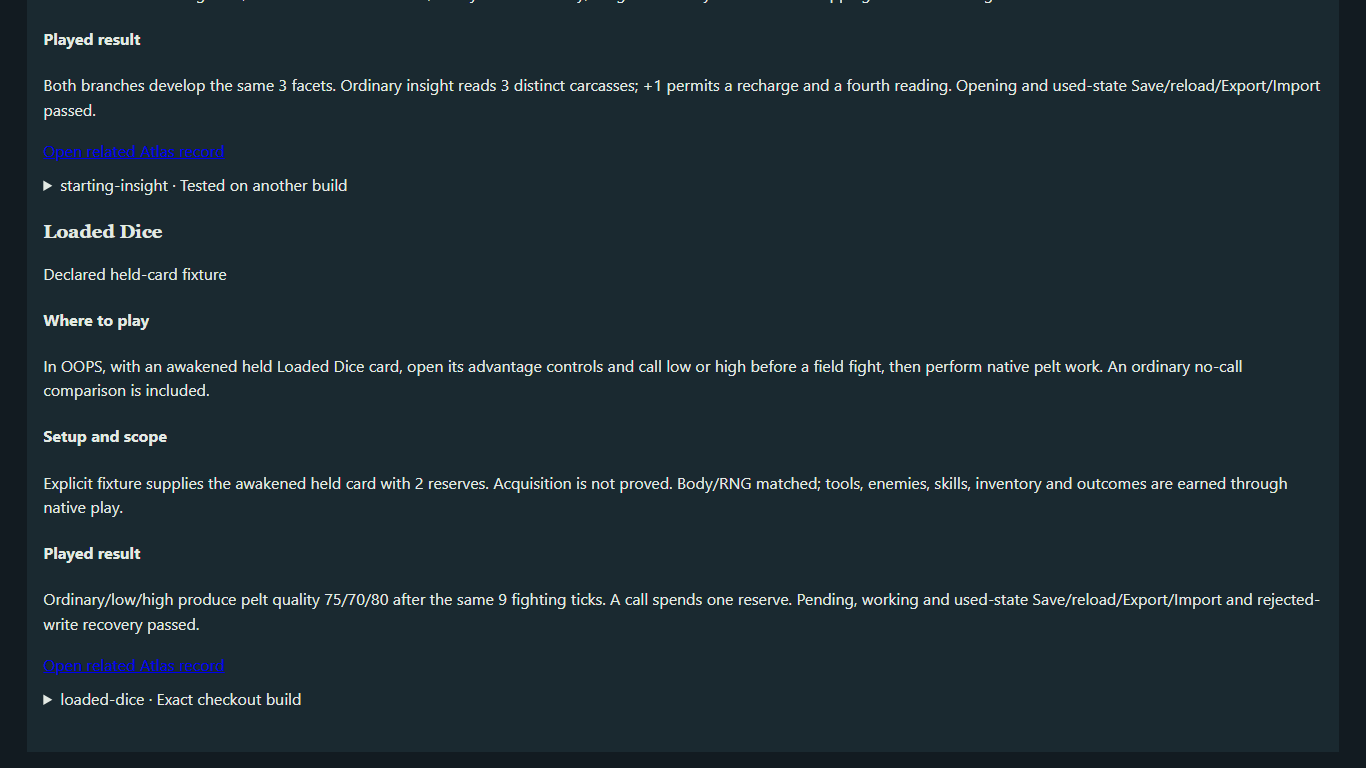 Played result
Both branches develop the same 3 facets. Ordinary insight reads 3 distinct carcasses; +1 permits a recharge and a fourth reading. Opening and used-state Save/reload/Export/Import
passed.
Open related Atlas record
▶ starting-insight · Tested on another build
Loaded Dice
Declared held-card fixture
Where to play
In OOPS, with an awakened held Loaded Dice card, open its advantage controls and call low or high before a field fight, then perform native pelt work. An ordinary no-call
comparison is included.
Setup and scope
Explicit fixture supplies the awakened held card with 2 reserves. Acquisition is not proved. Body/RNG matched; tools, enemies, skills, inventory and outcomes are earned through
native play.
Played result
Ordinary/low/high produce pelt quality 75/70/80 after the same 9 fighting ticks. A call spends one reserve. Pending, working and used-state Save/reload/Export/Import and rejected-
write recovery passed.
Open related Atlas record
▶ loaded-dice · Exact checkout build